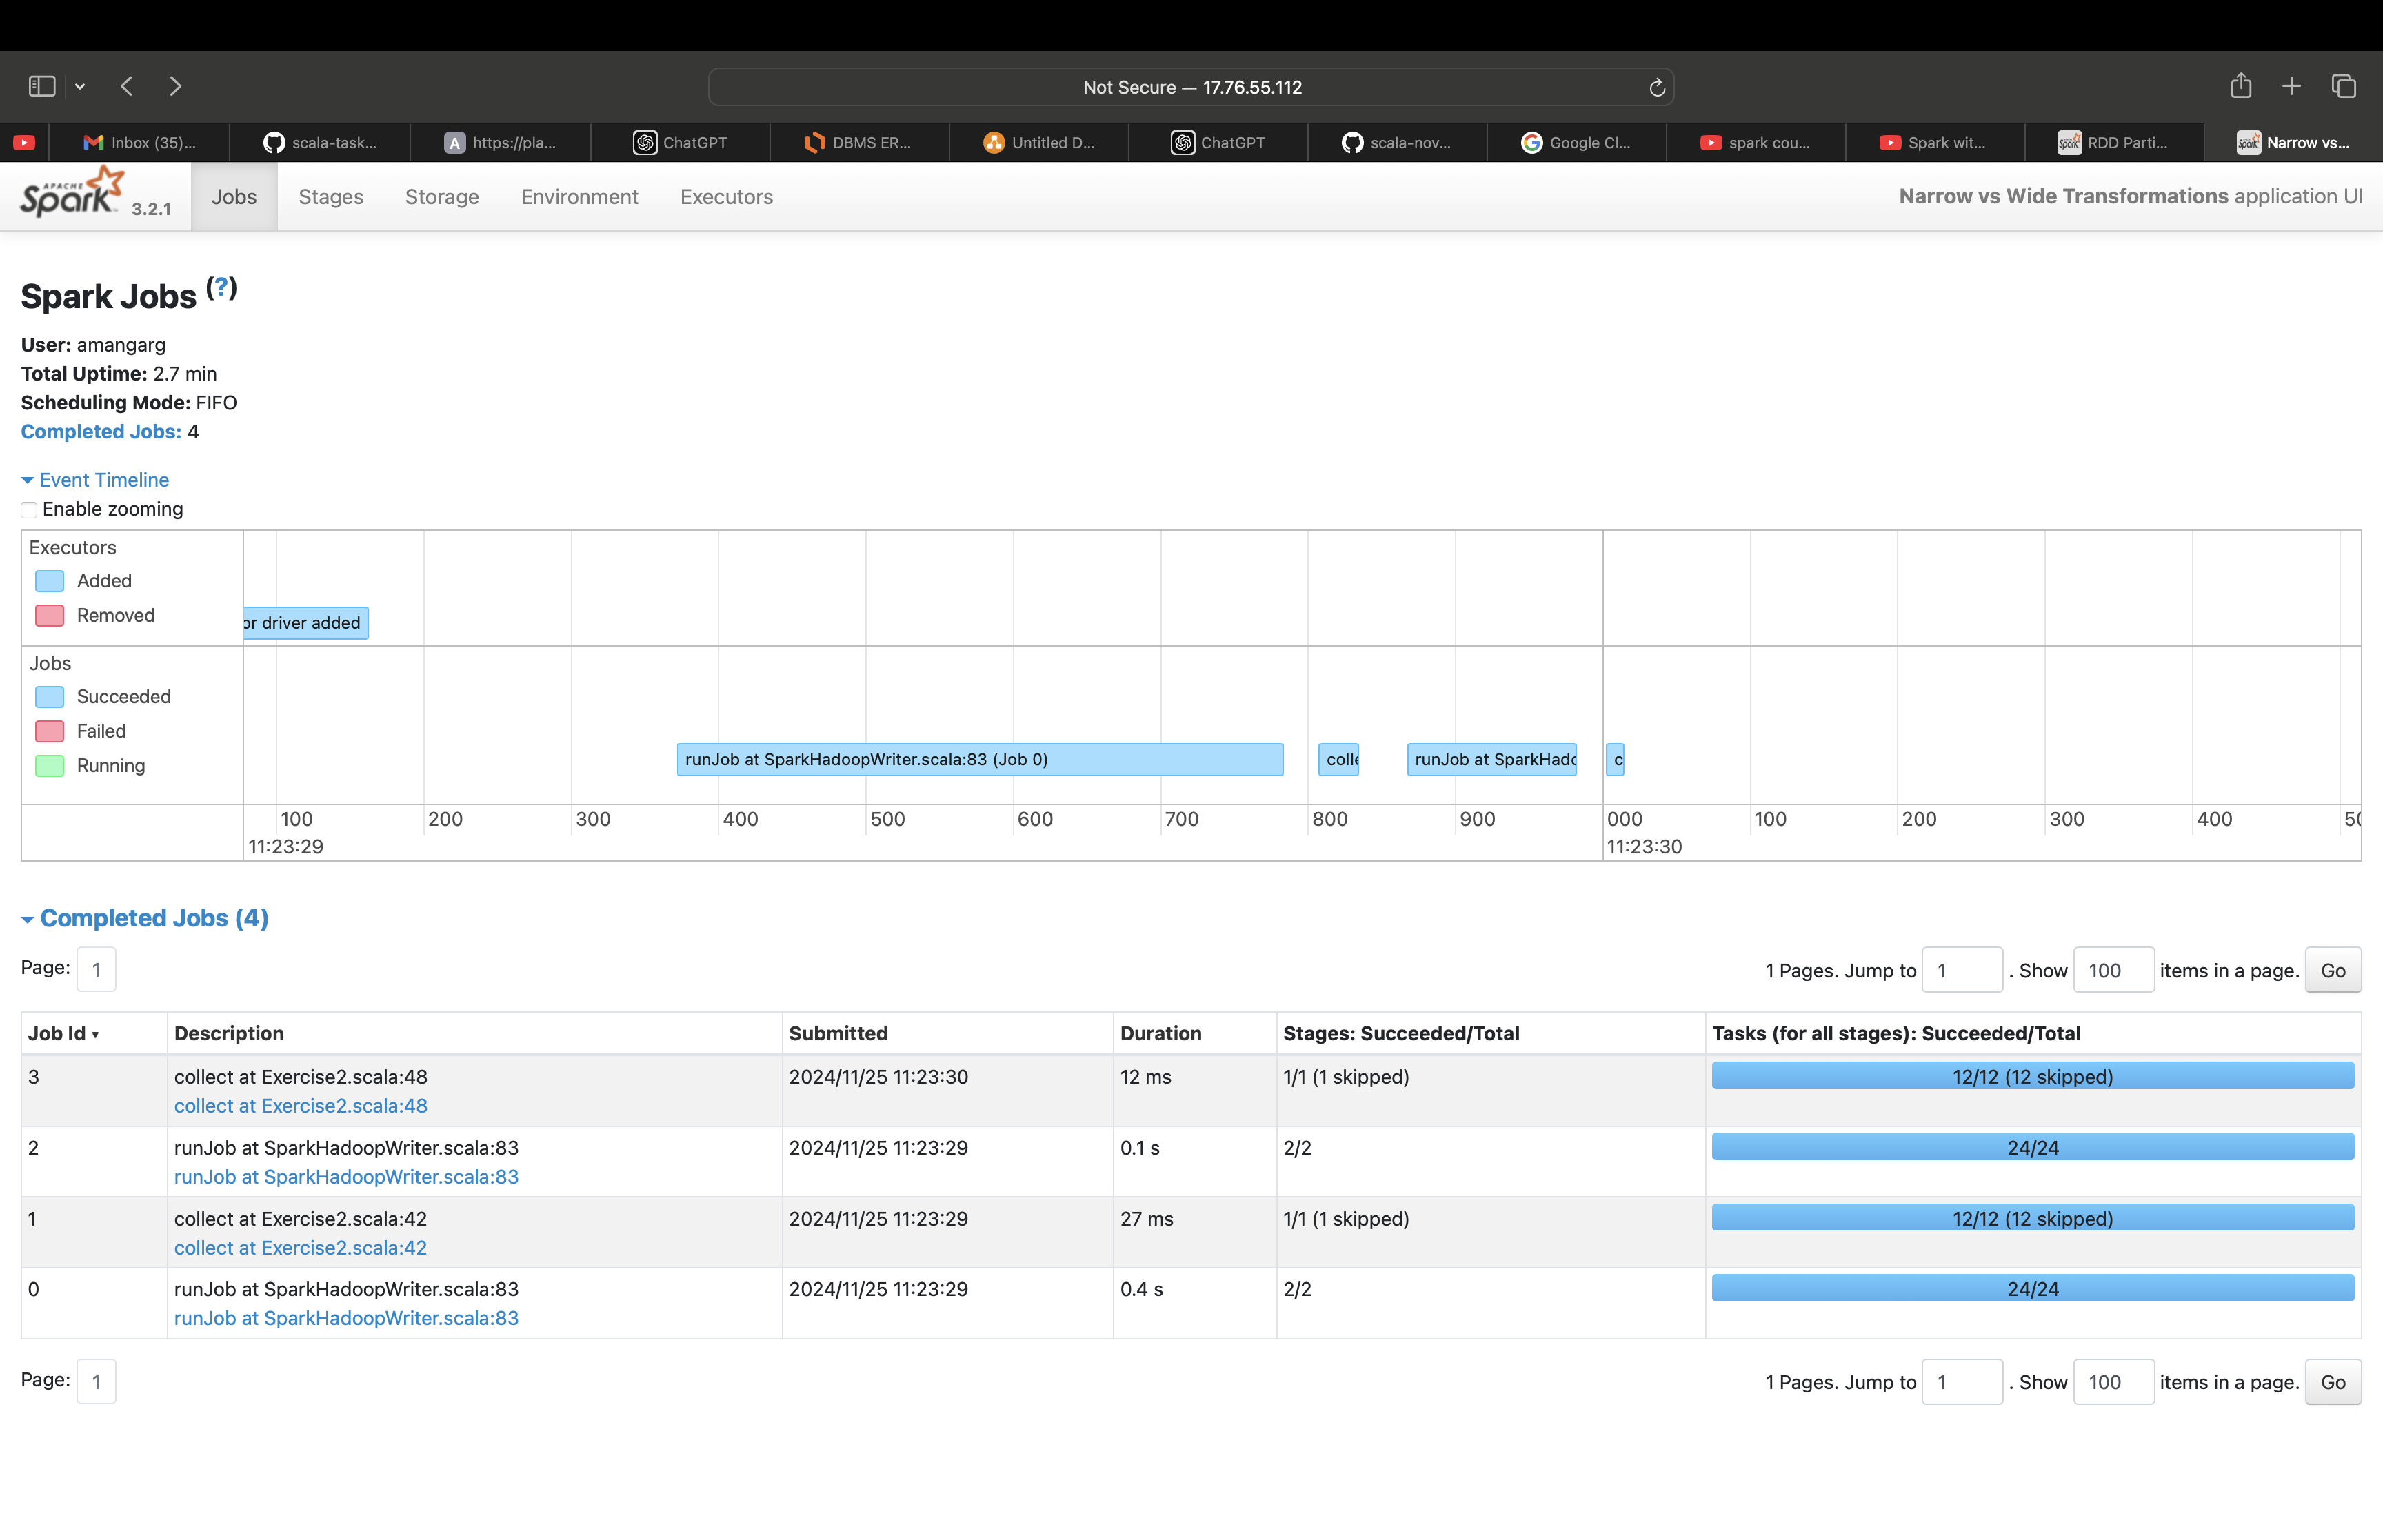 Not Secure — 17.76.55.112
Inbox (35)... scala-task... https://pla... ChatGPT DBMS ER... Untitled D... ChatGPT scala-nov... Google Cl... spark cou... Spark wit... RDD Parti... Narrow vs...
APACHE Spark 3.2.1 Jobs Stages Storage Environment Executors Narrow vs Wide Transformations application UI
Spark Jobs (?)
User: amangarg
Total Uptime: 2.7 min
Scheduling Mode: FIFO
Completed Jobs: 4
Event Timeline
Enable zooming
Executors
Added
Removed
or driver added
Jobs
Succeeded
Failed
Running
runJob at SparkHadoopWriter.scala:83 (Job 0) colle runJob at SparkHado c
100 200 300 400 500 600 700 800 900 000 100 200 300 400 50
11:23:29 11:23:30
Completed Jobs (4)
Page: 1 1 Pages. Jump to 1 . Show 100 items in a page. Go
Job Id ▾ Description Submitted Duration Stages: Succeeded/Total Tasks (for all stages): Succeeded/Total
3 collect at Exercise2.scala:48 2024/11/25 11:23:30 12 ms 1/1 (1 skipped) 12/12 (12 skipped)
collect at Exercise2.scala:48
2 runJob at SparkHadoopWriter.scala:83 2024/11/25 11:23:29 0.1 s 2/2 24/24
runJob at SparkHadoopWriter.scala:83
1 collect at Exercise2.scala:42 2024/11/25 11:23:29 27 ms 1/1 (1 skipped) 12/12 (12 skipped)
collect at Exercise2.scala:42
0 runJob at SparkHadoopWriter.scala:83 2024/11/25 11:23:29 0.4 s 2/2 24/24
runJob at SparkHadoopWriter.scala:83
Page: 1 1 Pages. Jump to 1 . Show 100 items in a page. Go